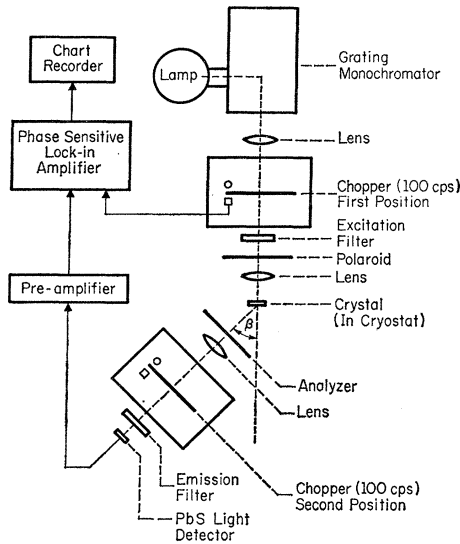 Chart
Recorder
Lamp
Grating
Monochromator
Phase Sensitive
Lock-in
Amplifier
Lens
Chopper (100 cps)
First Position
Excitation
Filter
Polaroid
Lens
Pre-amplifier
Crystal
(In Cryostat)
β
Analyzer
Lens
Emission
Filter
Chopper (100 cps)
Second Position
PbS Light
Detector